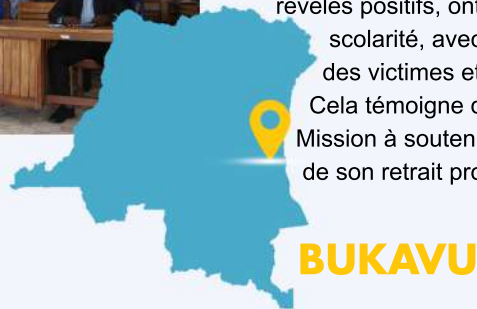 révélés positifs, ont
scolarité, avec
des victimes et
Cela témoigne
Mission à souten
de son retrait pro
BUKAVU